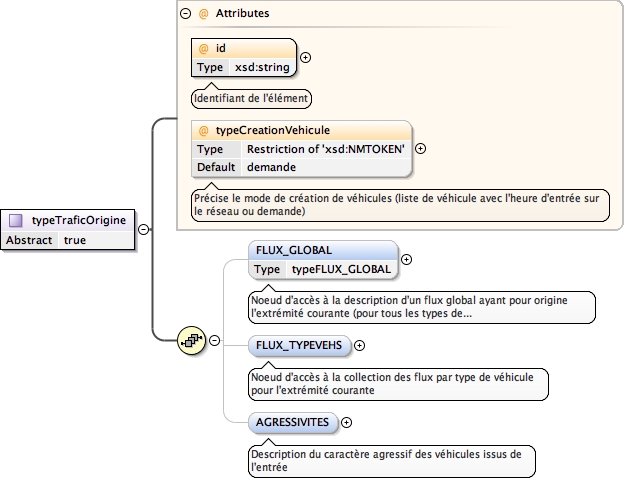 @ Attributes
@ id
Type xsd:string
Identifiant de l'élément
@ typeCreationVehicule
Type Restriction of 'xsd:NMTOKEN'
Default demande
Précise le mode de création de véhicules (liste de véhicule avec l'heure d'entrée sur
le réseau ou demande)
typeTraficOrigine
Abstract true
FLUX_GLOBAL
Type typeFLUX_GLOBAL
Noeud d'accès à la description d'un flux global ayant pour origine
l'extrémité courante (pour tous les types de...
FLUX_TYPEVEHS
Noeud d'accès à la collection des flux par type de véhicule
pour l'extrémité courante
AGRESSIVITES
Description du caractère agressif des véhicules issus de
l'entrée